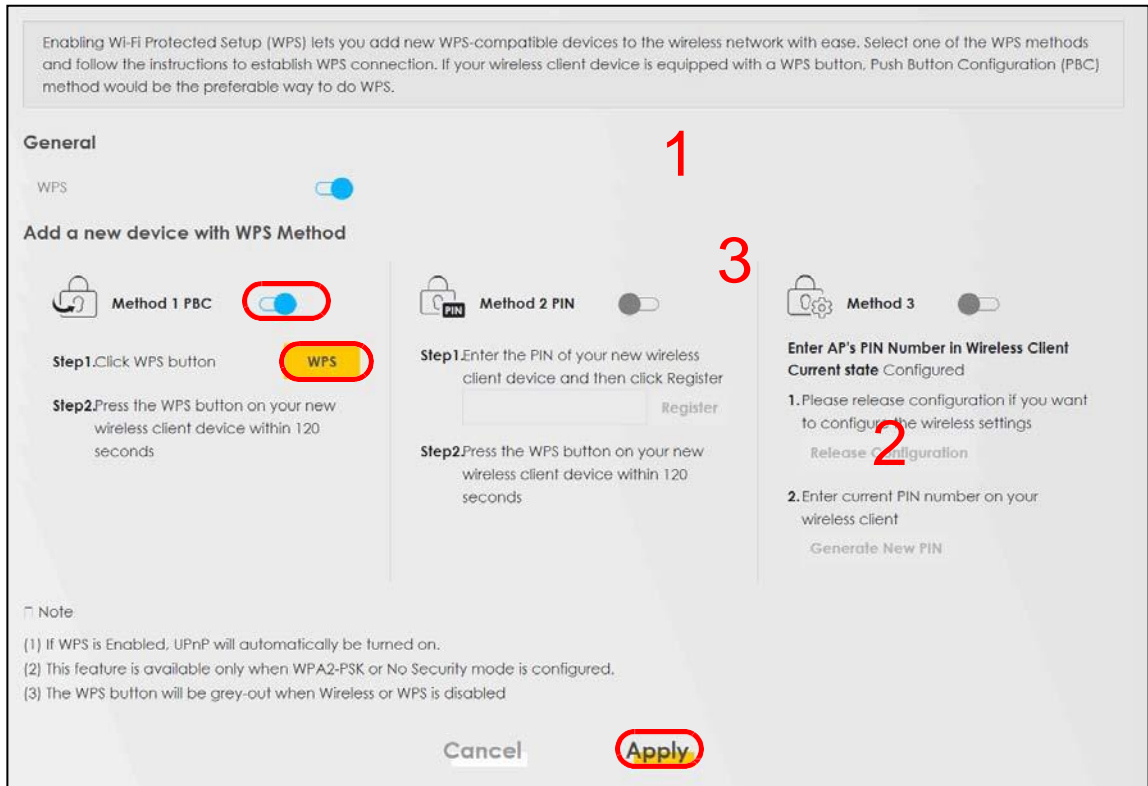 Enabling Wi-Fi Protected Setup (WPS) lets you add new WPS-compatible devices to the wireless network with ease. Select one of the WPS methods
and follow the instructions to establish WPS connection. If your wireless client device is equipped with a WPS button, Push Button Configuration (PBC)
method would be the preferable way to do WPS.
General
1
WPS
Add a new device with WPS Method
3
Method 1 PBC
Step1.Click WPS button
WPS
Step2.Press the WPS button on your new
wireless client device within 120
seconds
PIN
Method 2 PIN
Step1.Enter the PIN of your new wireless
client device and then click Register
Register
Step2.Press the WPS button on your new
wireless client device within 120
seconds
Method 3
Enter AP's PIN Number in Wireless Client
Current state Configured
1.Please release configuration if you want
to configure the wireless settings
2
Release Configuration
2.Enter current PIN number on your
wireless client
Generate New PIN
Note
(1) If WPS is Enabled, UPnP will automatically be turned on.
(2) This feature is available only when WPA2-PSK or No Security mode is configured.
(3) The WPS button will be grey-out when Wireless or WPS is disabled
Cancel
Apply